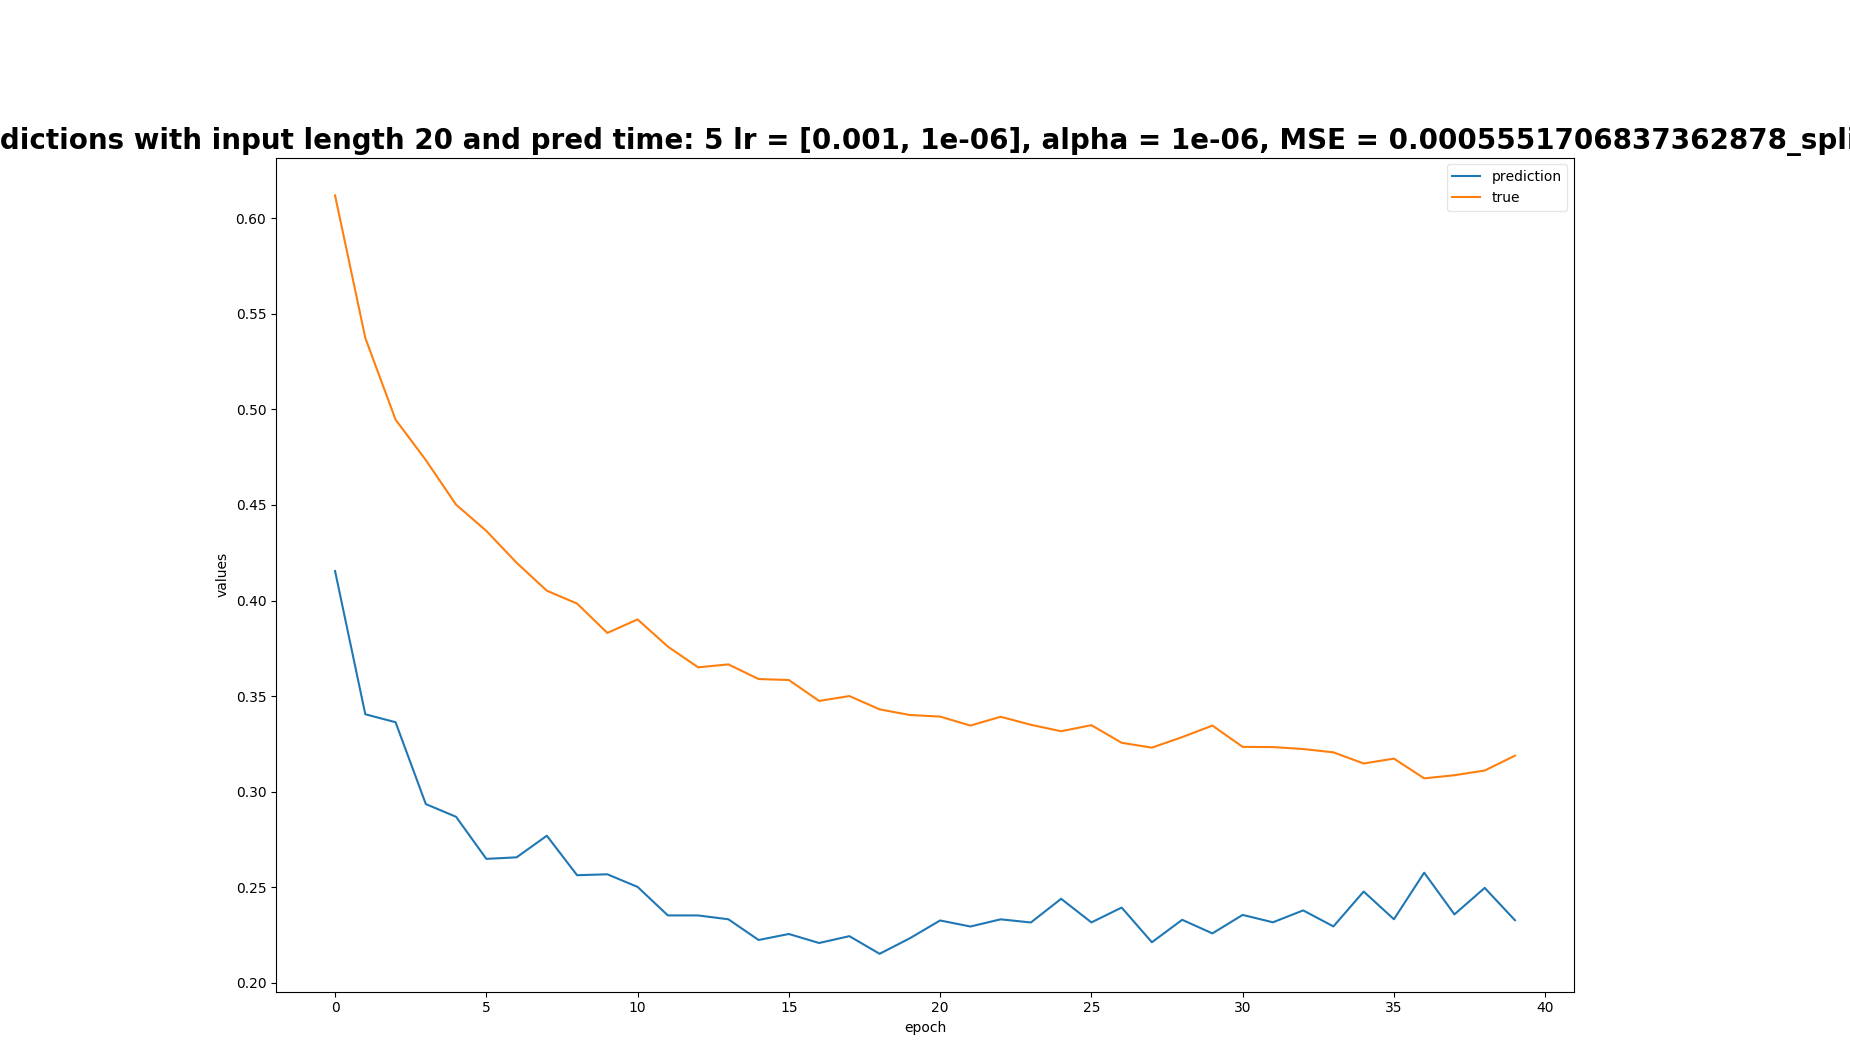 dictions with input length 20 and pred time: 5 lr = [0.001, 1e-06], alpha = 1e-06, MSE = 0.0005551706837362878_spli
prediction
true
0.60
0.55
0.50
0.45
0.40
0.35
0.30
0.25
0.20
values
0 5 10 15 20 25 30 35 40
epoch